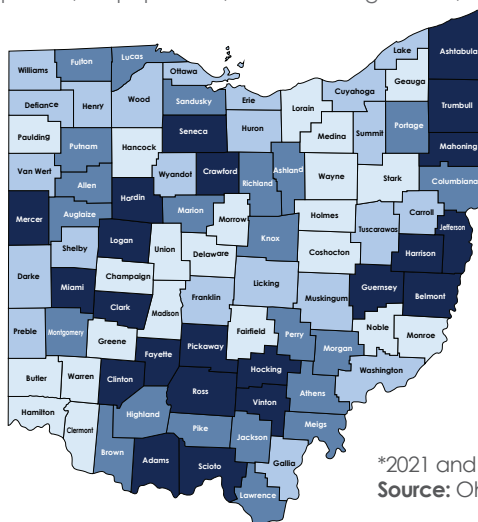 Ashtabula
Lake
Lucas
Fulton
Williams
Ottawa
Geauga
Cuyahoga
Trumbull
Defiance
Henry
Wood
Sandusky
Erie
Lorain
Huron
Medina
Summit
Portage
Mahoning
Paulding
Putnam
Hancock
Seneca
Van Wert
Allen
Wyandot
Crawford
Richland
Ashland
Wayne
Stark
Columbiana
Mercer
Auglaize
Hardin
Marion
Morrow
Holmes
Carroll
Jefferson
Tuscarawas
Shelby
Logan
Union
Delaware
Knox
Coshocton
Harrison
Darke
Miami
Champaign
Madison
Franklin
Licking
Muskingum
Guernsey
Belmont
Clark
Preble
Montgomery
Greene
Fayette
Pickaway
Fairfield
Perry
Morgan
Noble
Monroe
Washington
Butler
Warren
Clinton
Ross
Hocking
Vinton
Athens
Hamilton
Clermont
Highland
Pike
Jackson
Meigs
Brown
Adams
Scioto
Gallia
Lawrence
*2021 and
Source: Oh